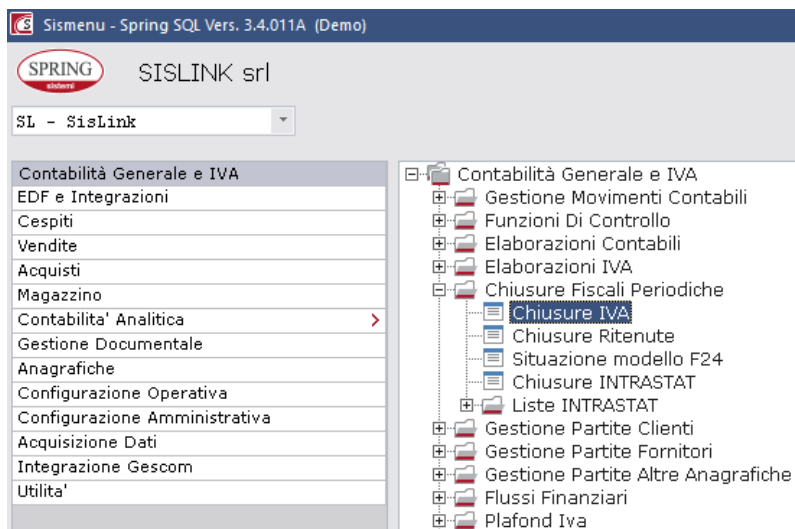 Sismenu - Spring SQL Vers. 3.4.011A (Demo)
SPRING
sistemi
SISLINK srl
SL - SisLink
Contabilità Generale e IVA
EDF e Integrazioni
Cespiti
Vendite
Acquisti
Magazzino
Contabilita' Analitica
Gestione Documentale
Anagrafiche
Configurazione Operativa
Configurazione Amministrativa
Acquisizione Dati
Integrazione Gescom
Utilita'
Contabilità Generale e IVA
Gestione Movimenti Contabili
Funzioni Di Controllo
Elaborazioni Contabili
Elaborazioni IVA
Chiusure Fiscali Periodiche
Chiusure IVA
Chiusure Ritenute
Situazione modello F24
Chiusure INTRASTAT
Liste INTRASTAT
Gestione Partite Clienti
Gestione Partite Fornitori
Gestione Partite Altre Anagrafiche
Flussi Finanziari
Plafond Iva